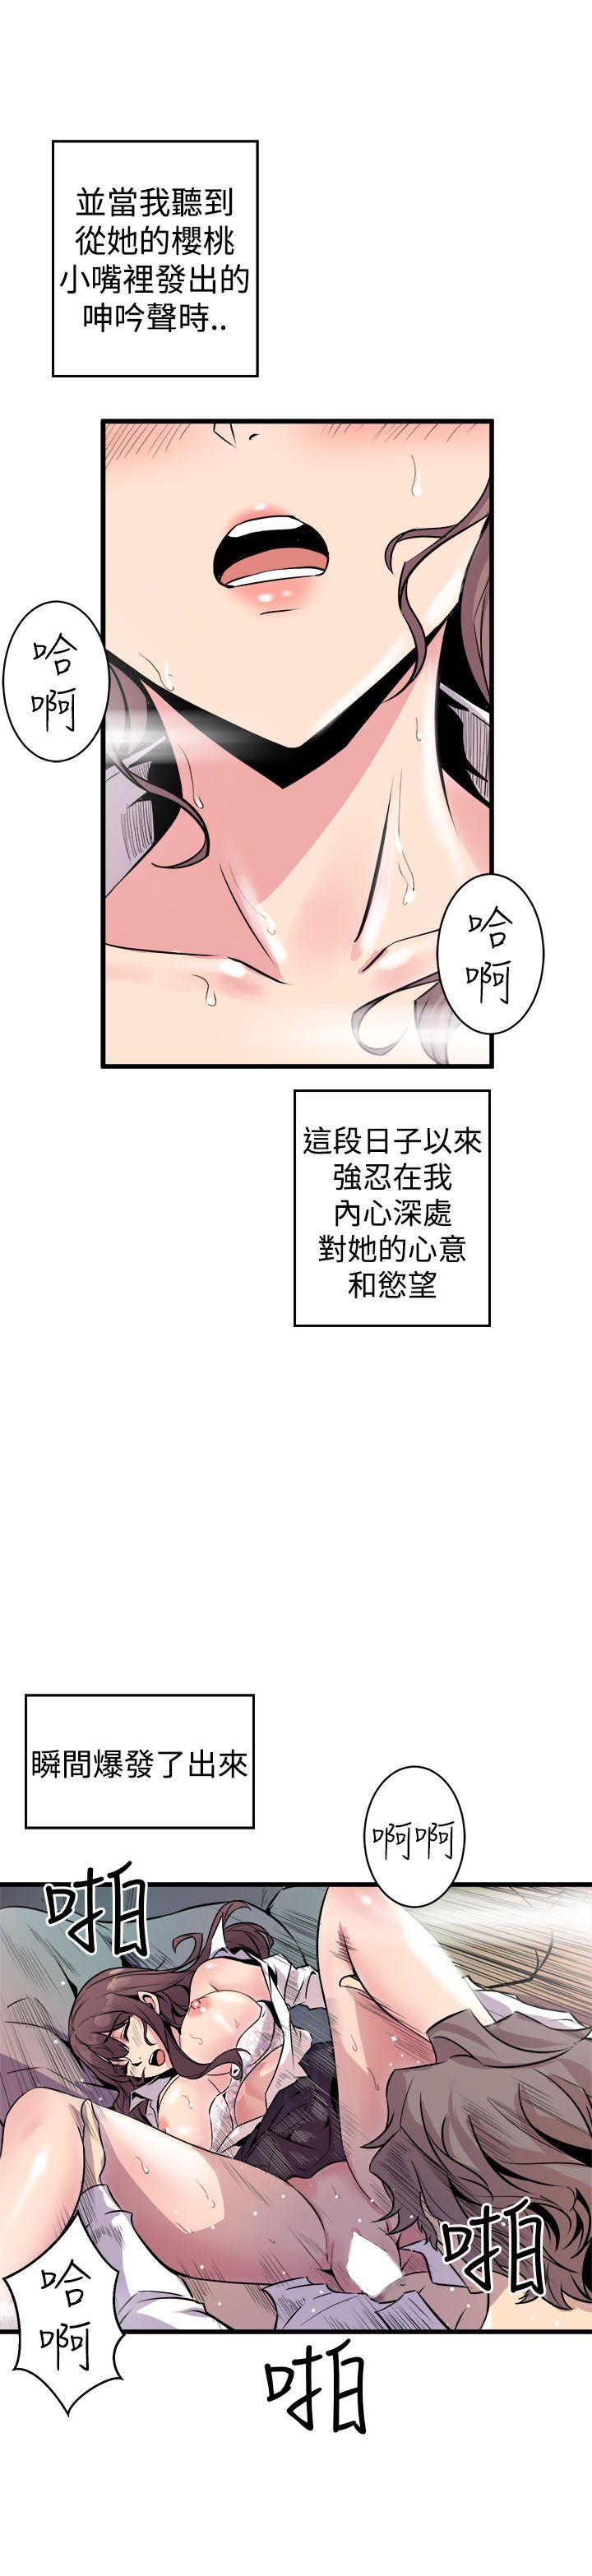 並當我聽到
從她的櫻桃
小嘴裡發出的
呻吟聲時..
哈
啊
哈
啊
這段日子以來
強忍在我
內心深處
對她的心意
和慾望
瞬間爆發了出來
啊啊
啪
啪
哈
啊
啪